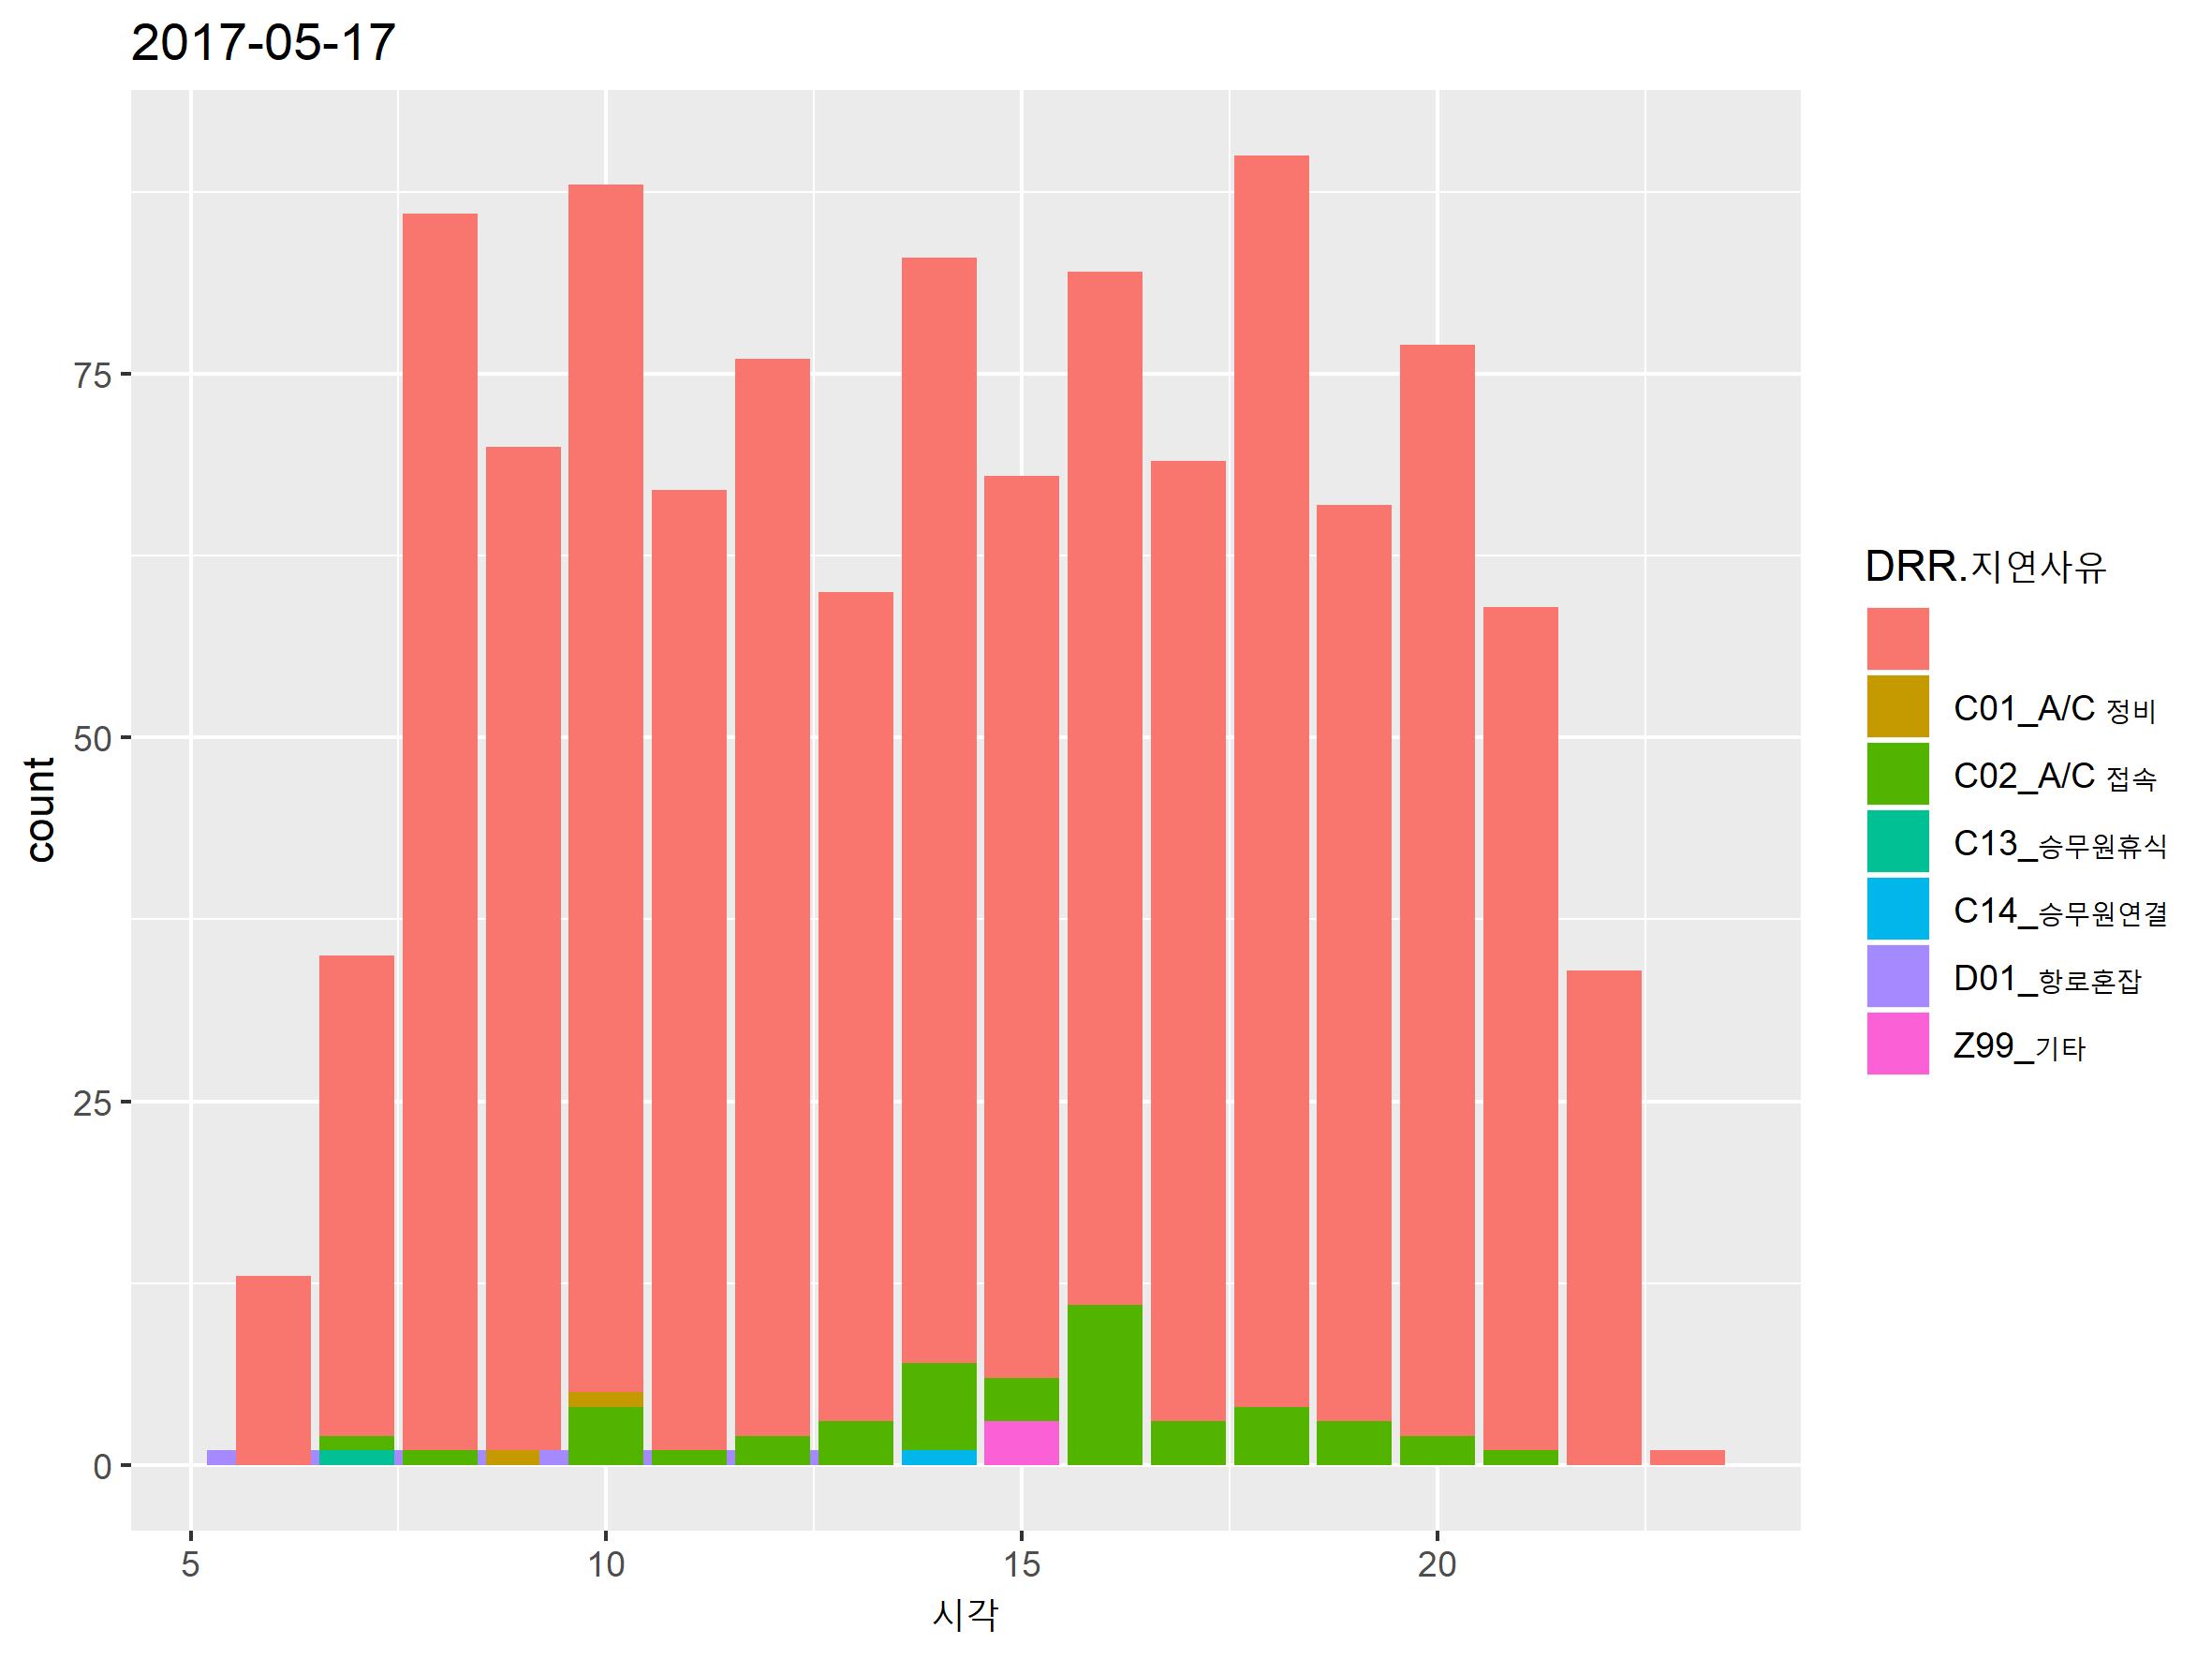 2017-05-17
count
75
50
25
0
5 10 15 20
시각
DRR.지연사유
C01_A/C 정비
C02_A/C 접속
C13_승무원휴식
C14_승무원연결
D01_항로혼잡
Z99_기타